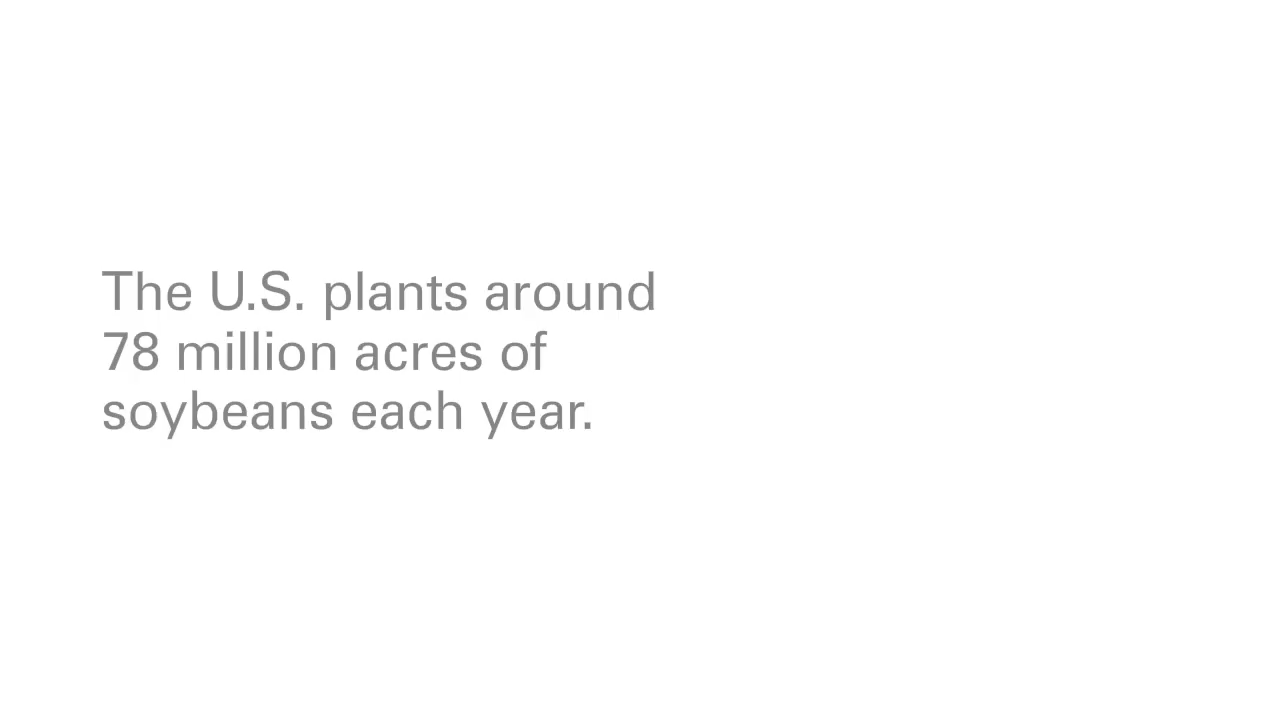 The U.S. plants around
78 million acres of
soybeans each year.